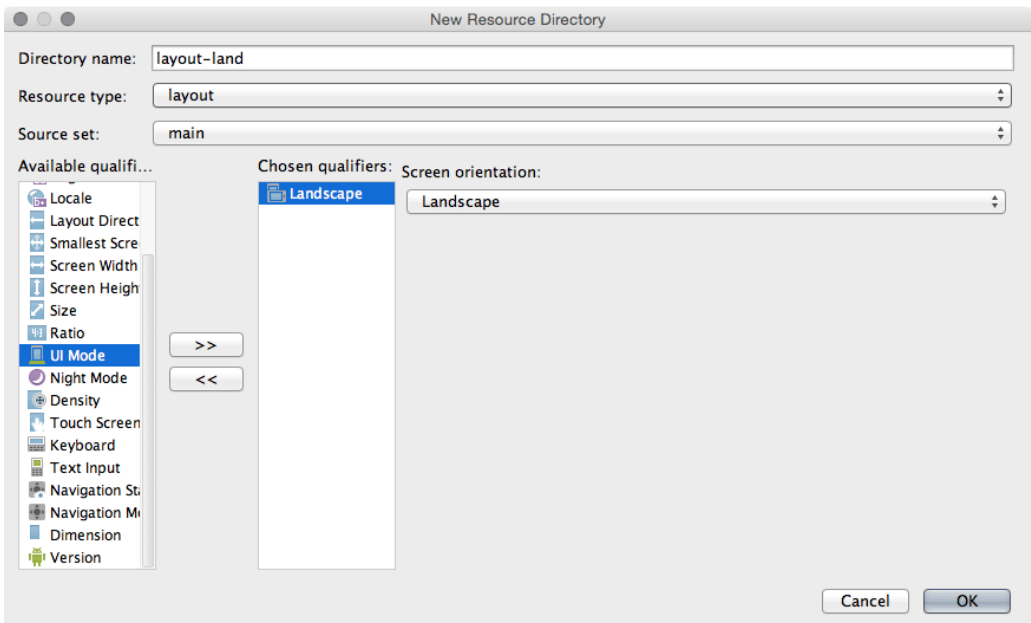 New Resource Directory
Directory name: layout-land
Resource type: layout
Source set: main
Available qualifi...
Chosen qualifiers:
Screen orientation:
Locale
Layout Direct
Smallest Scre
Screen Width
Screen Heigh
Size
Ratio
UI Mode
Night Mode
Density
Touch Screen
Keyboard
Text Input
Navigation Sta
Navigation Me
Dimension
Version
>>
<<
Landscape
Landscape
Cancel
OK